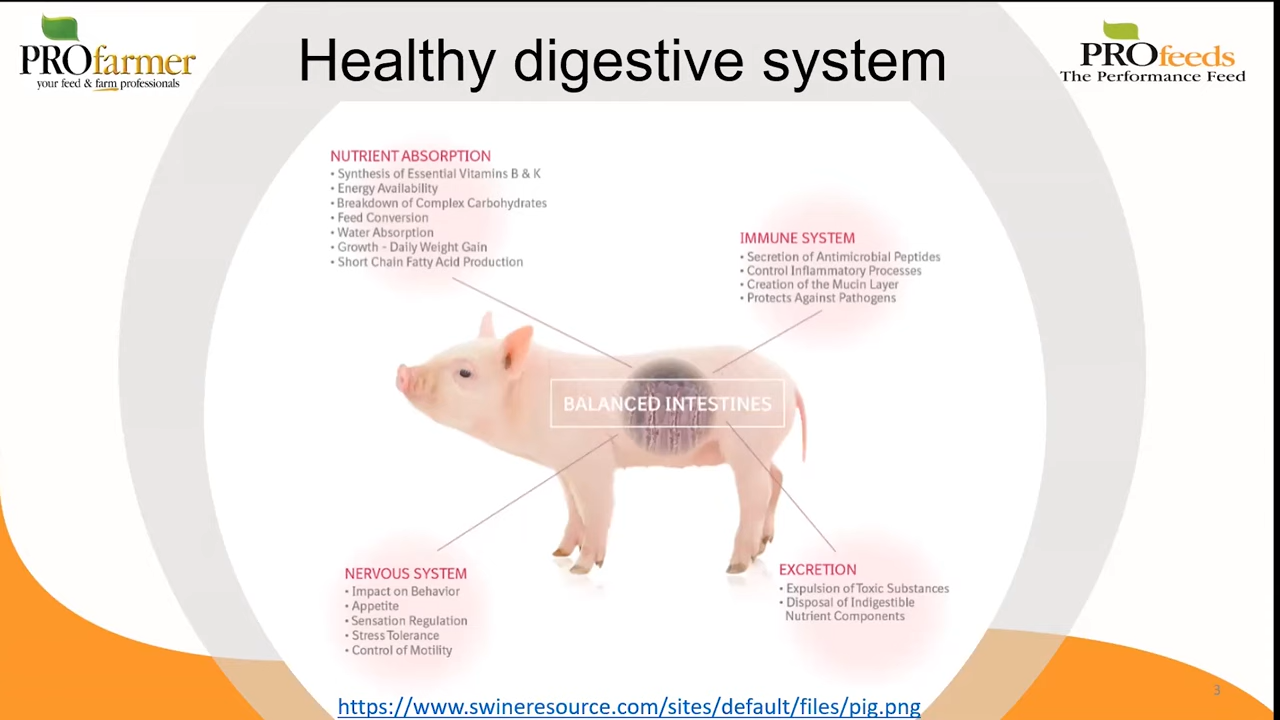 PROfarmer
your feed & farm professionals
Healthy digestive system
PROfeeds
The Performance Feed
NUTRIENT ABSORPTION
• Synthesis of Essential Vitamins B & K
• Energy Availability
• Breakdown of Complex Carbohydrates
• Feed Conversion
• Water Absorption
• Growth - Daily Weight Gain
• Short Chain Fatty Acid Production
IMMUNE SYSTEM
• Secretion of Antimicrobial Peptides
• Control Inflammatory Processes
• Creation of the Mucin Layer
• Protects Against Pathogens
BALANCED INTESTINES
NERVOUS SYSTEM
• Impact on Behavior
• Appetite
• Sensation Regulation
• Stress Tolerance
• Control of Motility
EXCRETION
• Expulsion of Toxic Substances
• Disposal of Indigestible
Nutrient Components
3
https://www.swineresource.com/sites/default/files/pig.png